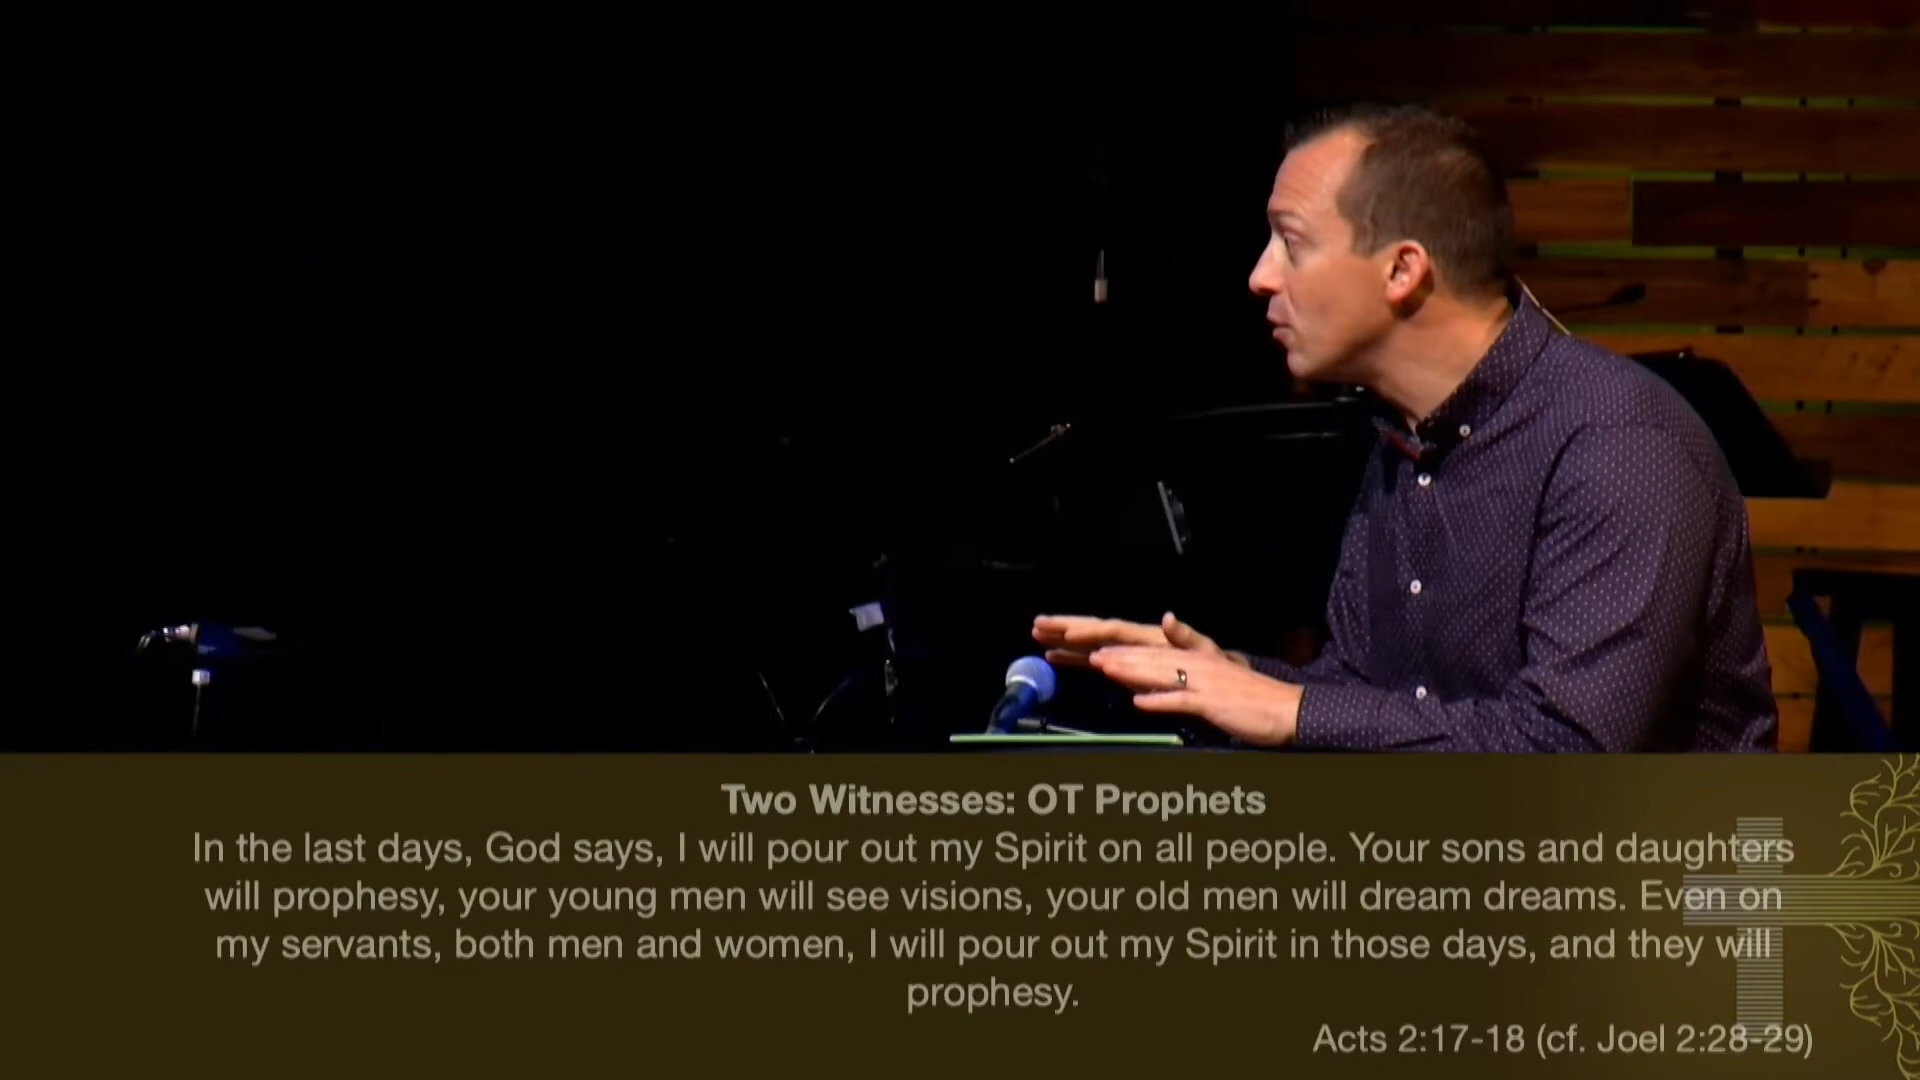 Two Witnesses: OT Prophets
In the last days, God says, I will pour out my Spirit on all people. Your sons and daughters
will prophesy, your young men will see visions, your old men will dream dreams. Even on
my servants, both men and women, I will pour out my Spirit in those days, and they will
prophesy.
Acts 2:17-18 (cf. Joel 2:28-29)